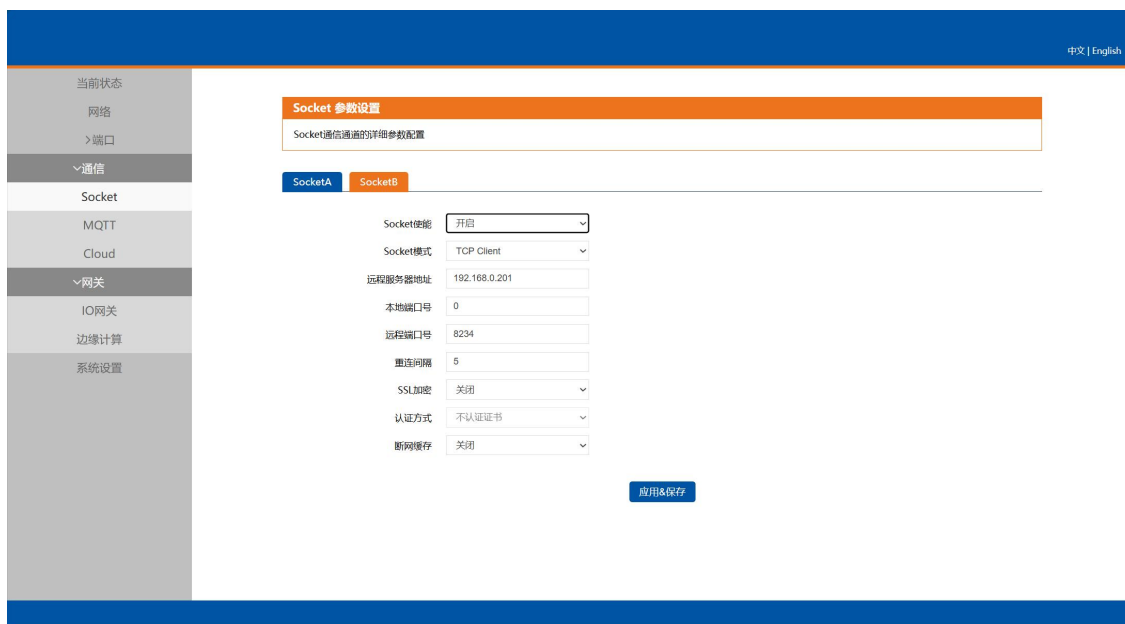 中文 | English
当前状态
网络
>端口
通信
Socket
MQTT
Cloud
网关
IO网关
边缘计算
系统设置
Socket 参数设置
Socket通信通道的详细参数配置
SocketA SocketB
Socket使能 开启
Socket模式 TCP Client
远程服务器地址 192.168.0.201
本地端口号 0
远程端口号 8234
重连间隔 5
SSL加密 关闭
认证方式 不认证证书
断网缓存 关闭
应用&保存